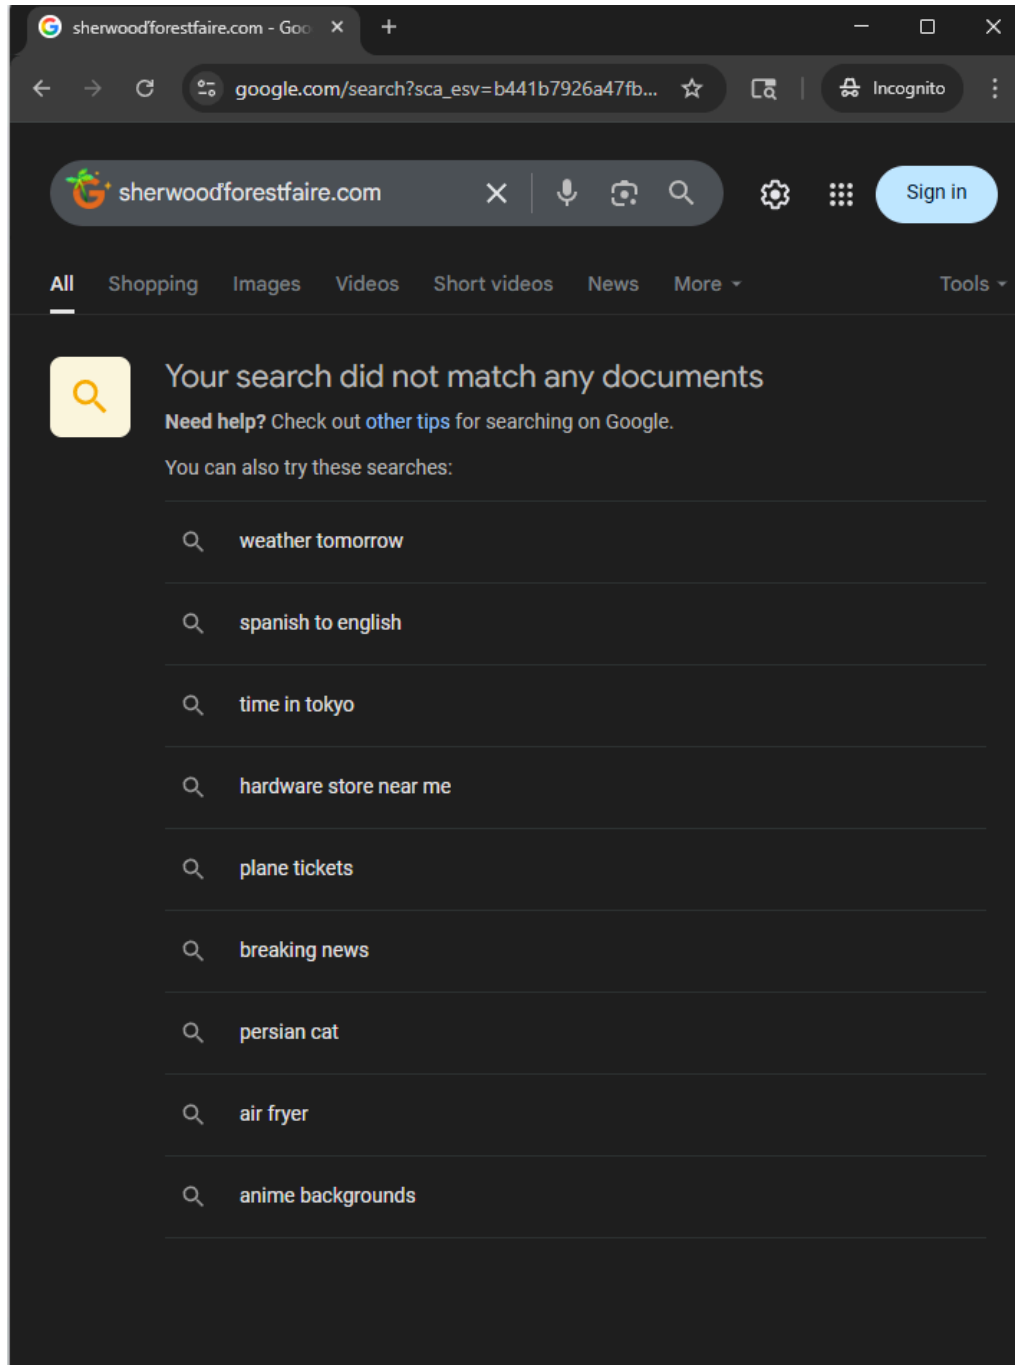 sherwooďforestfaire.com - Goo
google.com/search?sca_esv=b441b7926a47fb...
Incognito
sherwooďforestfaire.com
Sign in
All Shopping Images Videos Short videos News More Tools
Your search did not match any documents
Need help? Check out other tips for searching on Google.
You can also try these searches:
weather tomorrow
spanish to english
time in tokyo
hardware store near me
plane tickets
breaking news
persian cat
air fryer
anime backgrounds